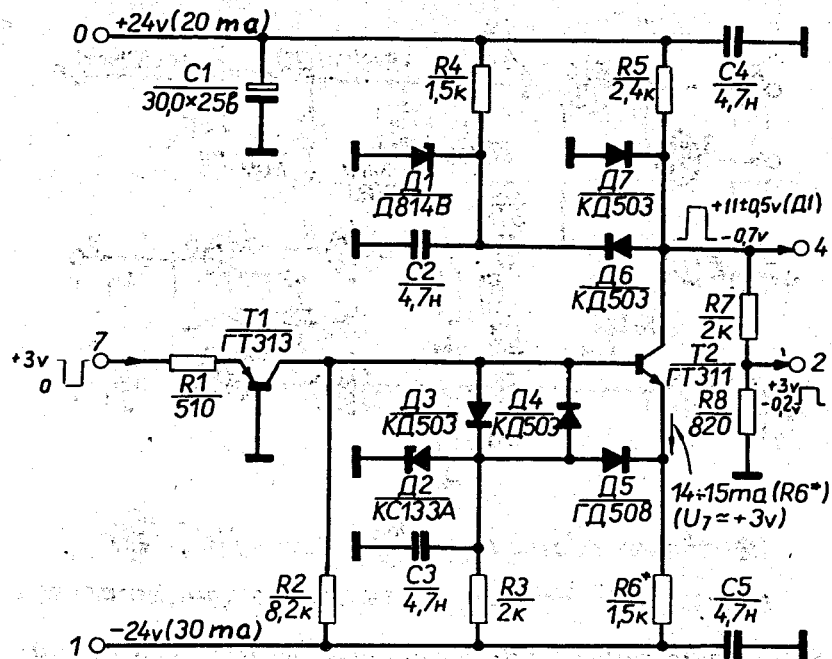 0 +24v (20 ma)
C1
30,0×25в
R4
1,5к
R5
2,4к
C4
4,7н
Д1
Д814В
Д7
КД503
+11±0,5v (Д1)
-0,7v
4
C2
4,7н
Д6
КД503
R7
2к
T1
ГТ313
7
+3v
0
R1
510
T2
ГТ311
2
+3v
-0,2v
R8
820
Д3
КД503
Д4
КД503
Д2
КС133А
Д5
ГД508
14÷15ma (R6*)
(U7≃+3v)
C3
4,7н
R2
8,2к
R3
2к
R6*
1,5к
C5
4,7н
1 -24v (30 ma)